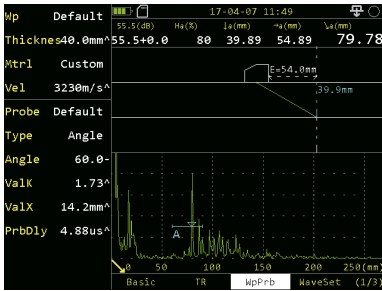 17-04-07 11:49
55.5(dB) Ha(%) ↓a(mm) →a(mm) ↘a(mm)
55.5+0.0 80 39.89 54.89 79.78
Wp Default
Thicknes 40.0mm^
Mtrl Custom
Vel 3230m/s^
Probe Default
Type Angle
Angle 60.0-
ValK 1.73^
ValX 14.2mm^
PrbDly 4.88us^
E=54.0mm
39.9mm
A
0 50 100 150 200 250(mm)
Basic TR WpPrb WaveSet (1/3)